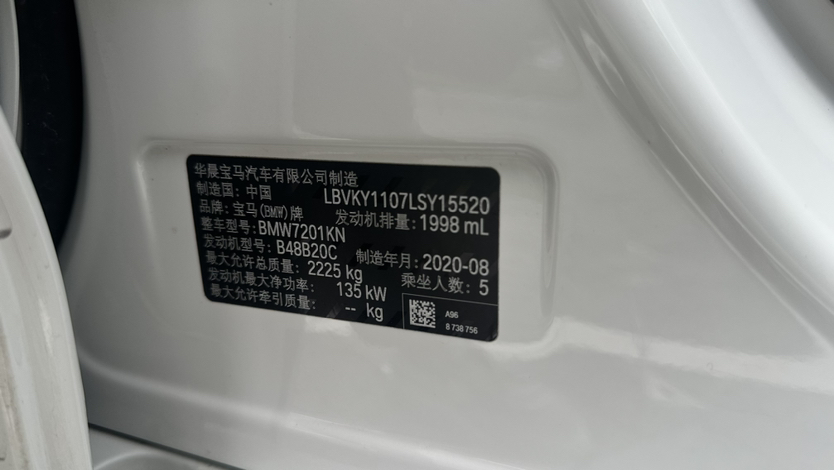 华晨宝马汽车有限公司制造
制造国: 中国 LBVKY1107LSY15520
品牌: 宝马(BMW)牌 发动机排量: 1998 mL
整车型号: BMW7201KN
发动机型号: B48B20C 制造年月: 2020-08
最大允许总质量: 2225 kg 乘坐人数: 5
发动机最大净功率: 135 kW
最大允许牵引质量: -- kg
A96
8 738 756